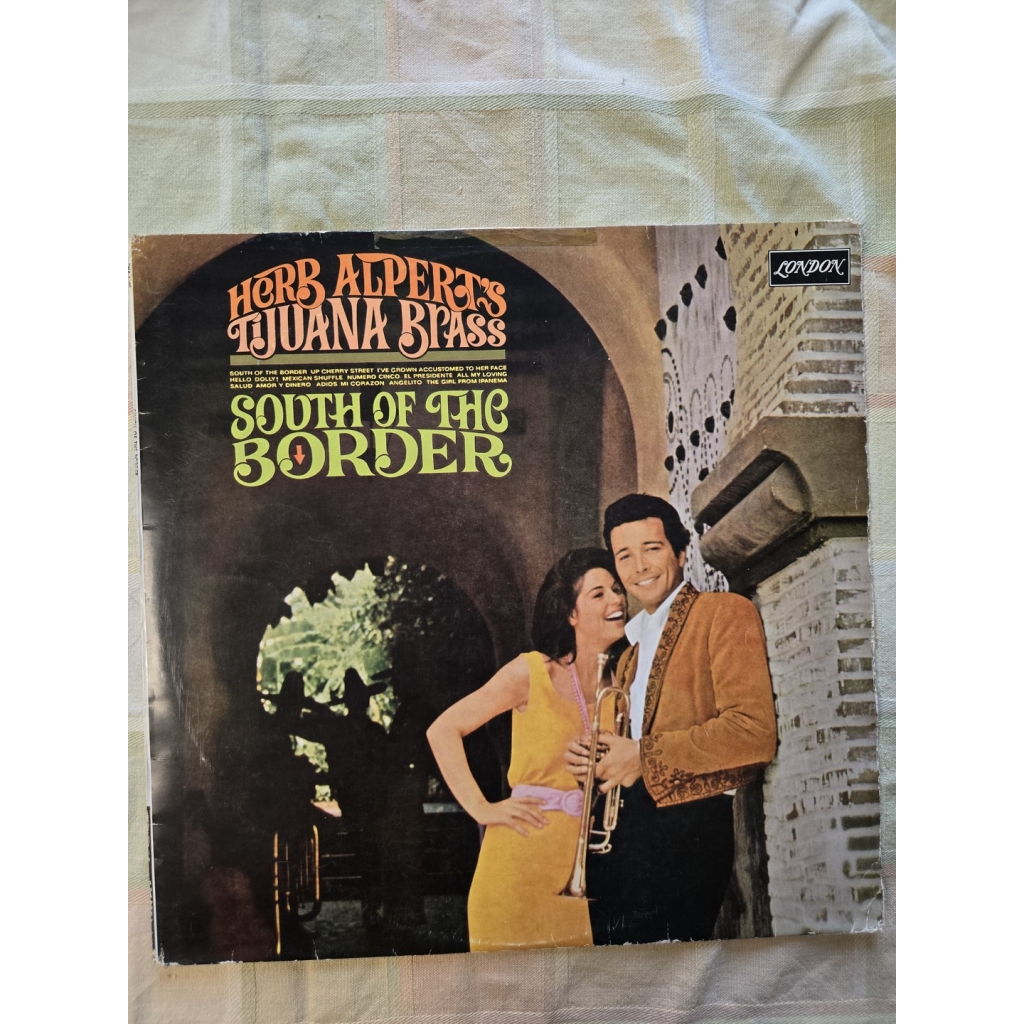 LONDON
HERB ALPERT'S
TIJUANA BRASS
SOUTH OF THE BORDER UP CHERRY STREET I'VE GROWN ACCUSTOMED TO HER FACE
HELLO DOLLY! MEXICAN SHUFFLE NUMERO CINCO EL PRESIDENTE ALL MY LOVING
SALUD AMOR Y DINERO ADIOS MI CORAZON ANGELITO THE GIRL FROM IPANEMA
SOUTH OF THE
BORDER